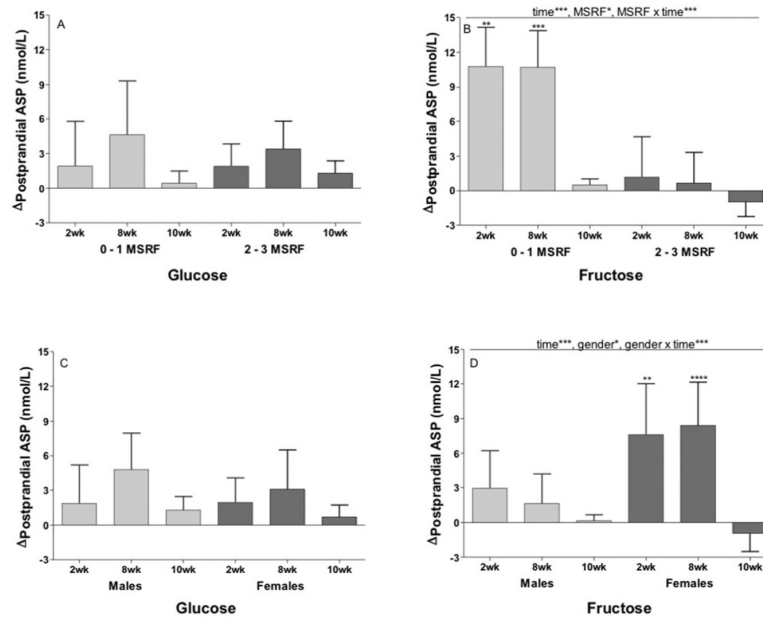 A
ΔPostprandial ASP (nmol/L)
15
12
9
6
3
0
-3
2wk 8wk 10wk 2wk 8wk 10wk
0 - 1 MSRF 2 - 3 MSRF
Glucose
time***, MSRF*, MSRF x time***
B
** ***
ΔPostprandial ASP (nmol/L)
15
12
9
6
3
0
-3
2wk 8wk 10wk 2wk 8wk 10wk
0 - 1 MSRF 2 - 3 MSRF
Fructose
C
ΔPostprandial ASP (nmol/L)
15
12
9
6
3
0
-3
2wk 8wk 10wk 2wk 8wk 10wk
Males Females
Glucose
time***, gender*, gender x time***
D
** ****
ΔPostprandial ASP (nmol/L)
15
12
9
6
3
0
-3
2wk 8wk 10wk 2wk 8wk 10wk
Males Females
Fructose